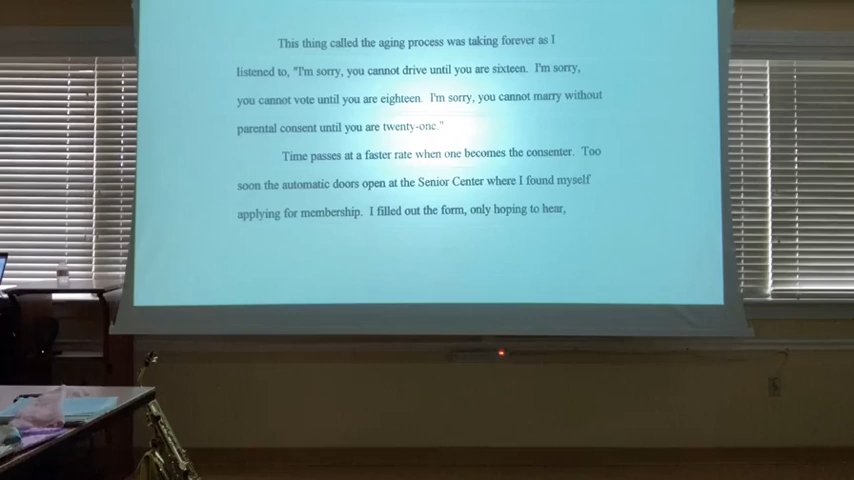 This thing called the aging process was taking forever as I
listened to, "I'm sorry, you cannot drive until you are sixteen. I'm sorry,
you cannot vote until you are eighteen. I'm sorry, you cannot marry without
parental consent until you are twenty-one."
Time passes at a faster rate when one becomes the consenter. Too
soon the automatic doors open at the Senior Center where I found myself
applying for membership. I filled out the form, only hoping to hear,